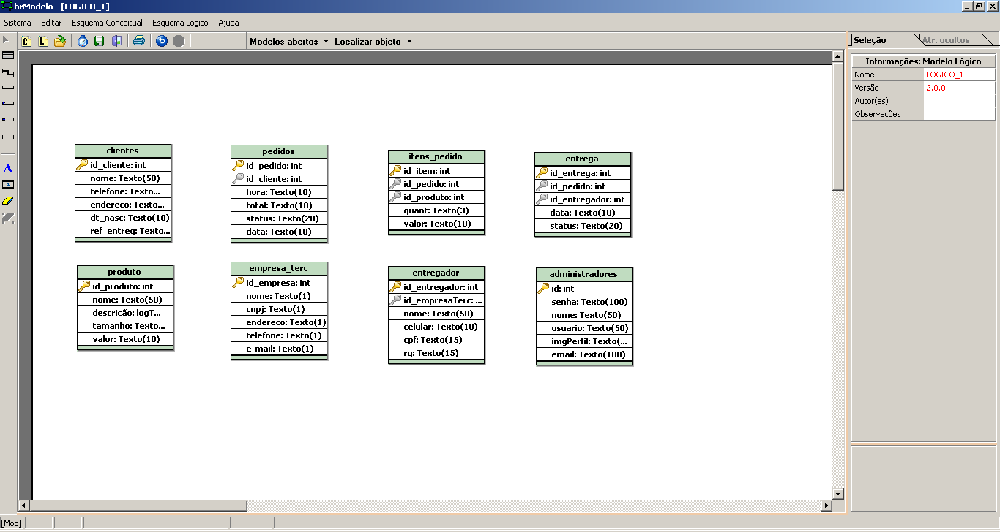 brModelo - [LOGICO_1]
Sistema Editar Esquema Conceitual Esquema Lógico Ajuda
C L Modelos abertos Localizar objeto
Seleção Atr. ocultos
Informações: Modelo Lógico
Nome LOGICO_1
Versão 2.0.0
Autor(es)
Observações
A
A
clientes
id_cliente: int
nome: Texto(50)
telefone: Texto...
endereco: Texto...
dt_nasc: Texto(10)
ref_entreg: Texto...
pedidos
id_pedido: int
id_cliente: int
hora: Texto(10)
total: Texto(10)
status: Texto(20)
data: Texto(10)
itens_pedido
id_item: int
id_pedido: int
id_produto: int
quant: Texto(3)
valor: Texto(10)
entrega
id_entrega: int
id_pedido: int
id_entregador: int
data: Texto(10)
status: Texto(20)
produto
id_produto: int
nome: Texto(50)
descricão: logT...
tamanho: Texto...
valor: Texto(10)
empresa_terc
id_empresa: int
nome: Texto(1)
cnpj: Texto(1)
endereco: Texto(1)
telefone: Texto(1)
e-mail: Texto(1)
entregador
id_entregador: int
id_empresaTerc: ...
nome: Texto(50)
celular: Texto(10)
cpf: Texto(15)
rg: Texto(15)
administradores
id: int
senha: Texto(100)
nome: Texto(50)
usuario: Texto(50)
imgPerfil: Texto(...
email: Texto(100)
[Mod]